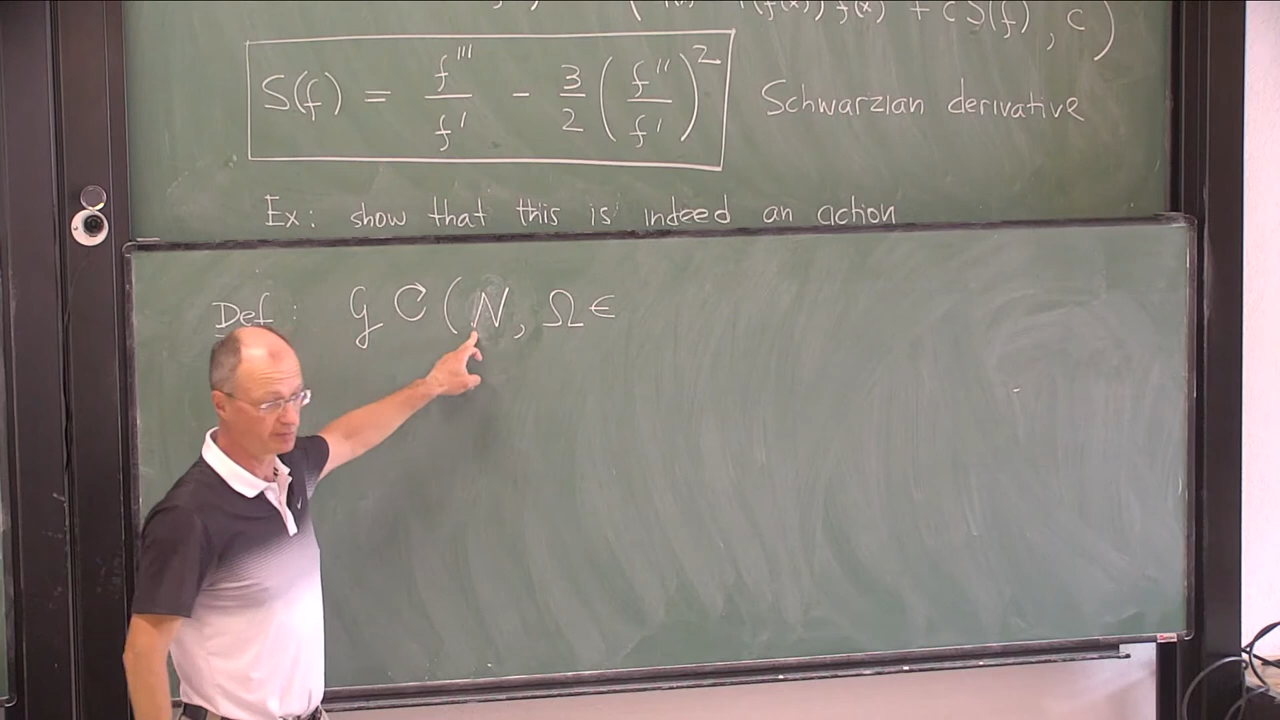 f(x) + c S(f), c)
S(f) = f'''/f' - 3/2 (f''/f')² Schwarzian derivative
Ex: show that this is indeed an action
Def: G ↻ (N, Ω ∈